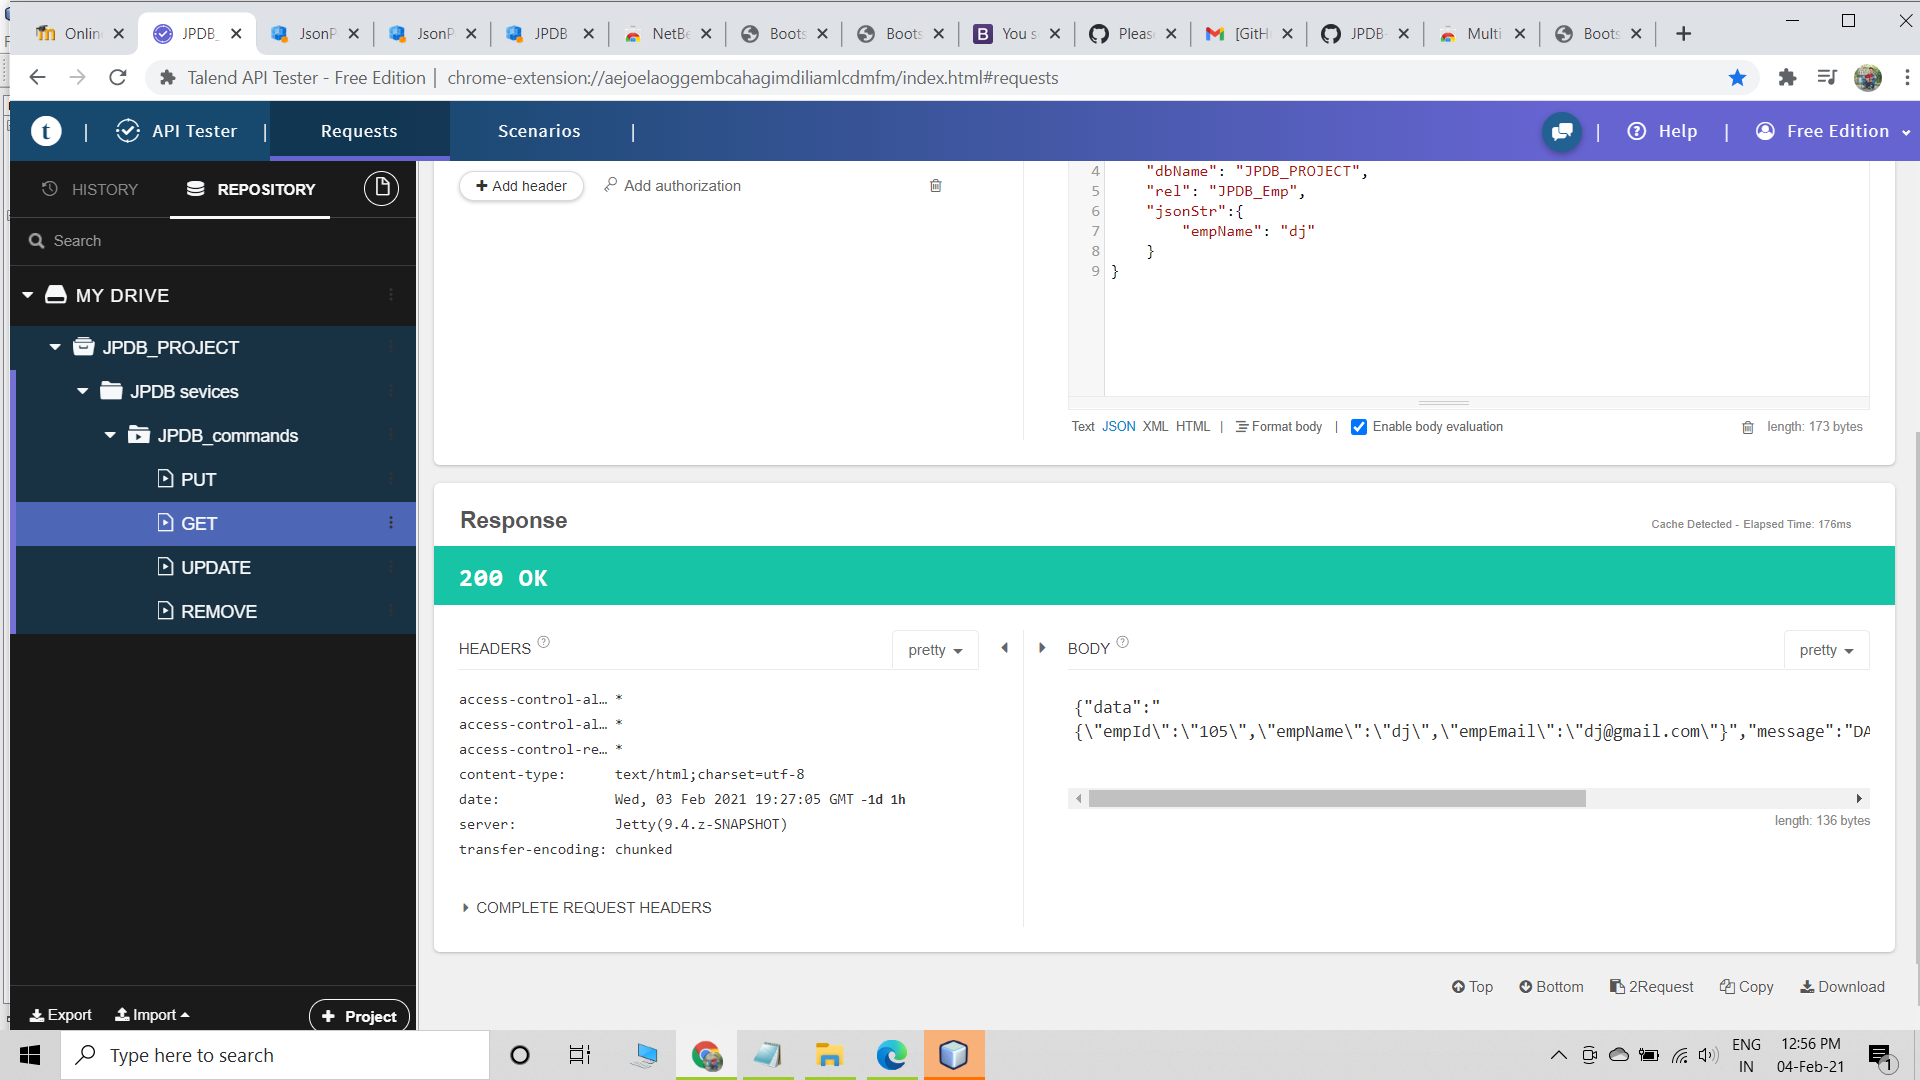 Onlin
JPDB_
JsonP
JsonP
JPDB
NetBe
Boots
Boots
You s
Pleas
[GitH
JPDB-
Multi
Boots
Talend API Tester - Free Edition | chrome-extension://aejoelaoggembcahagimdiliamlcdmfm/index.html#requests
t | API Tester | Requests Scenarios | | Help | Free Edition
HISTORY REPOSITORY
Search
MY DRIVE
JPDB_PROJECT
JPDB sevices
JPDB_commands
PUT
GET
UPDATE
REMOVE
Export Import + Project
+ Add header Add authorization
4 "dbName": "JPDB_PROJECT",
5 "rel": "JPDB_Emp",
6 "jsonStr":{
7 "empName": "dj"
8 }
9 }
Text JSON XML HTML | Format body | Enable body evaluation length: 173 bytes
Response
Cache Detected - Elapsed Time: 176ms
200 OK
HEADERS ? pretty
access-control-al… *
access-control-al… *
access-control-re… *
content-type: text/html;charset=utf-8
date: Wed, 03 Feb 2021 19:27:05 GMT -1d 1h
server: Jetty(9.4.z-SNAPSHOT)
transfer-encoding: chunked
COMPLETE REQUEST HEADERS
BODY ? pretty
{"data":"
{\"empId\":\"105\",\"empName\":\"dj\",\"empEmail\":\"dj@gmail.com\"}","message":"DA
length: 136 bytes
Top Bottom 2Request Copy Download
Type here to search
ENG
IN
12:56 PM
04-Feb-21
1